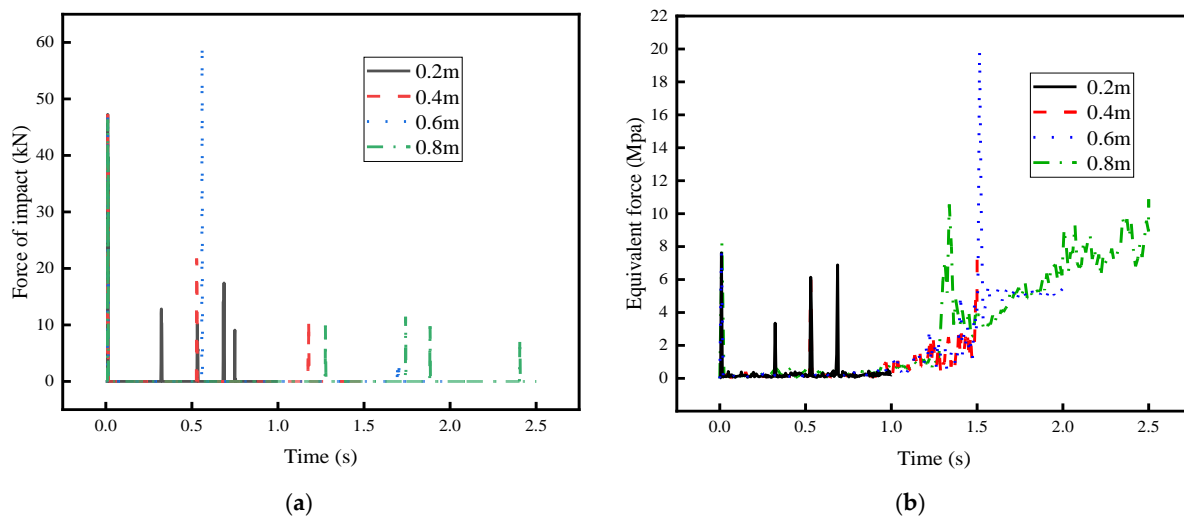 60
50
40
30
20
10
0
Force of impact (kN)
0.2m
0.4m
0.6m
0.8m
0.0 0.5 1.0 1.5 2.0 2.5
Time (s)
(a)
22
20
18
16
14
12
10
8
6
4
2
0
Equivalent force (Mpa)
0.2m
0.4m
0.6m
0.8m
0.0 0.5 1.0 1.5 2.0 2.5
Time (s)
(b)